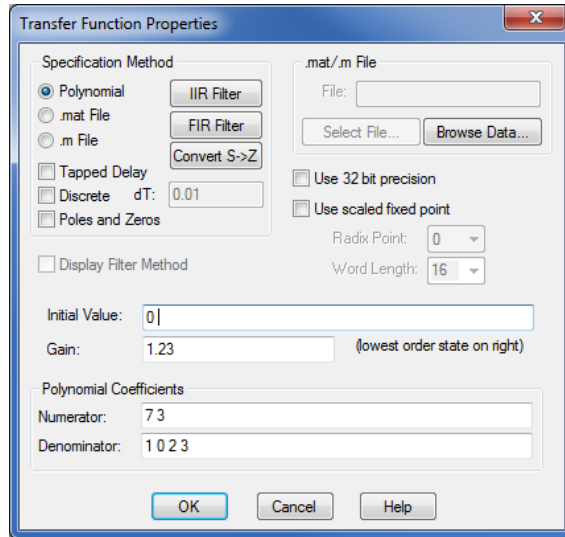 Transfer Function Properties
Specification Method
Polynomial
.mat File
.m File
IIR Filter
FIR Filter
Convert S->Z
Tapped Delay
Discrete dT: 0.01
Poles and Zeros
Display Filter Method
.mat/.m File
File:
Select File... Browse Data...
Use 32 bit precision
Use scaled fixed point
Radix Point: 0
Word Length: 16
Initial Value: 0
Gain: 1.23 (lowest order state on right)
Polynomial Coefficients
Numerator: 7 3
Denominator: 1 0 2 3
OK Cancel Help